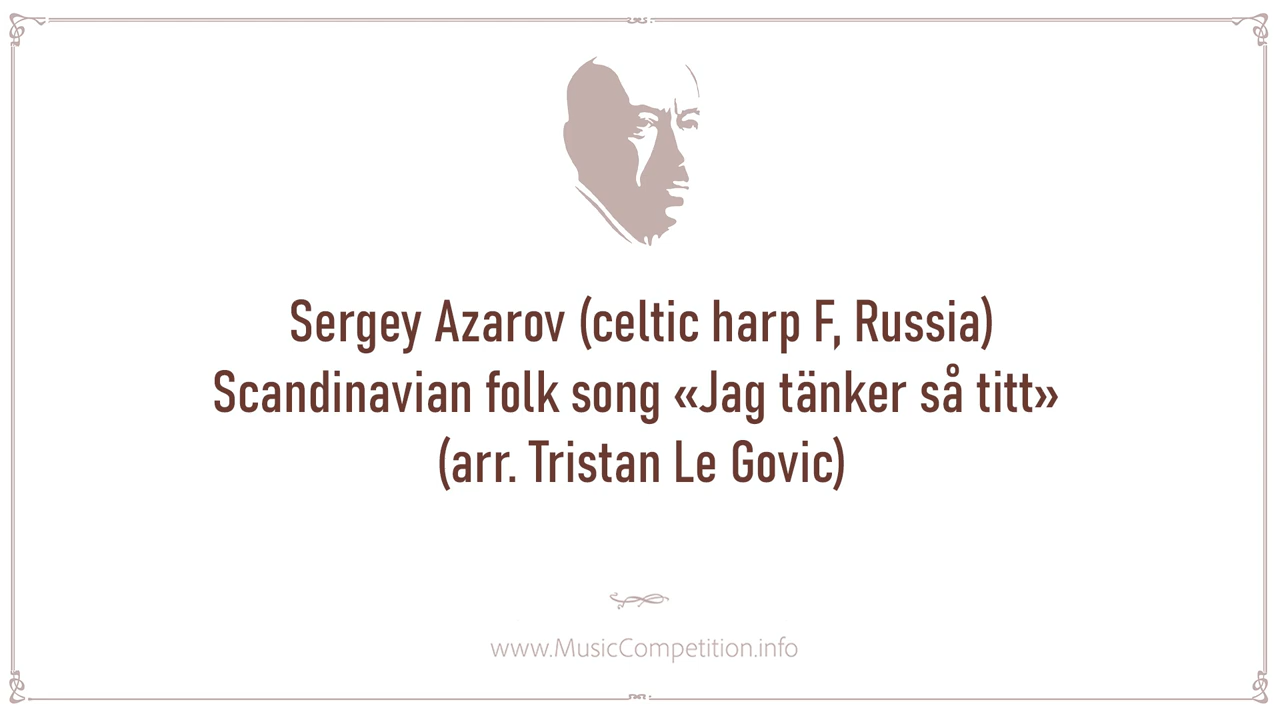 Sergey Azarov (celtic harp F, Russia)
Scandinavian folk song «Jag tänker så titt»
(arr. Tristan Le Govic)
www.MusicCompetition.info